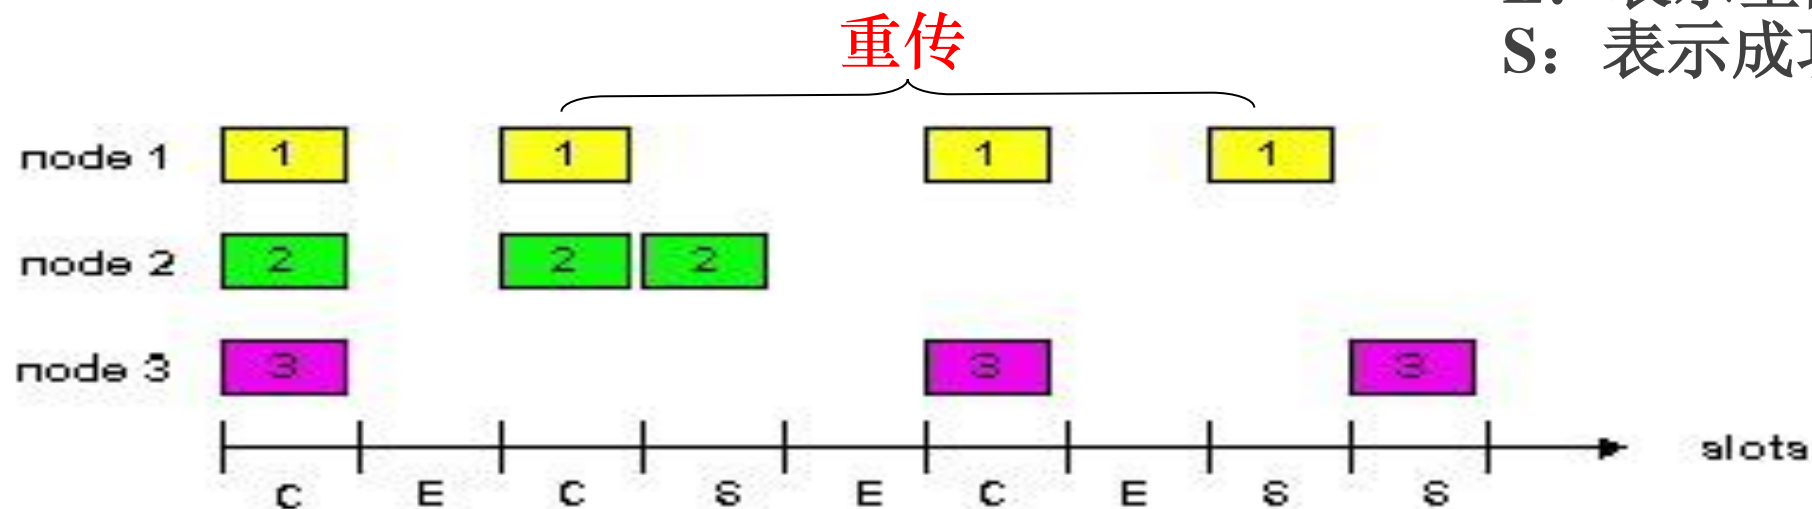 S：表示成
重传
node 1 1 1 1 1
node 2 2 2 2
node 3 3 3 3
slots
C E C S E C E S S